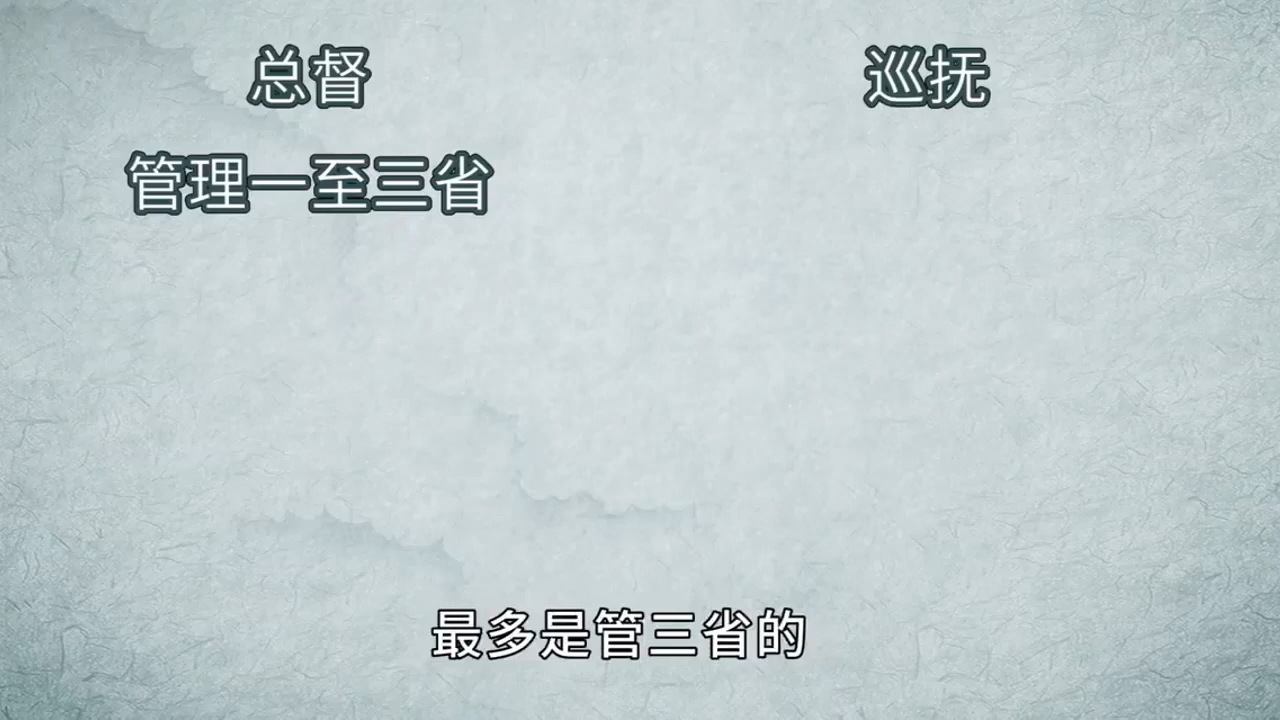 总督
巡抚
管理一至三省
最多是管三省的